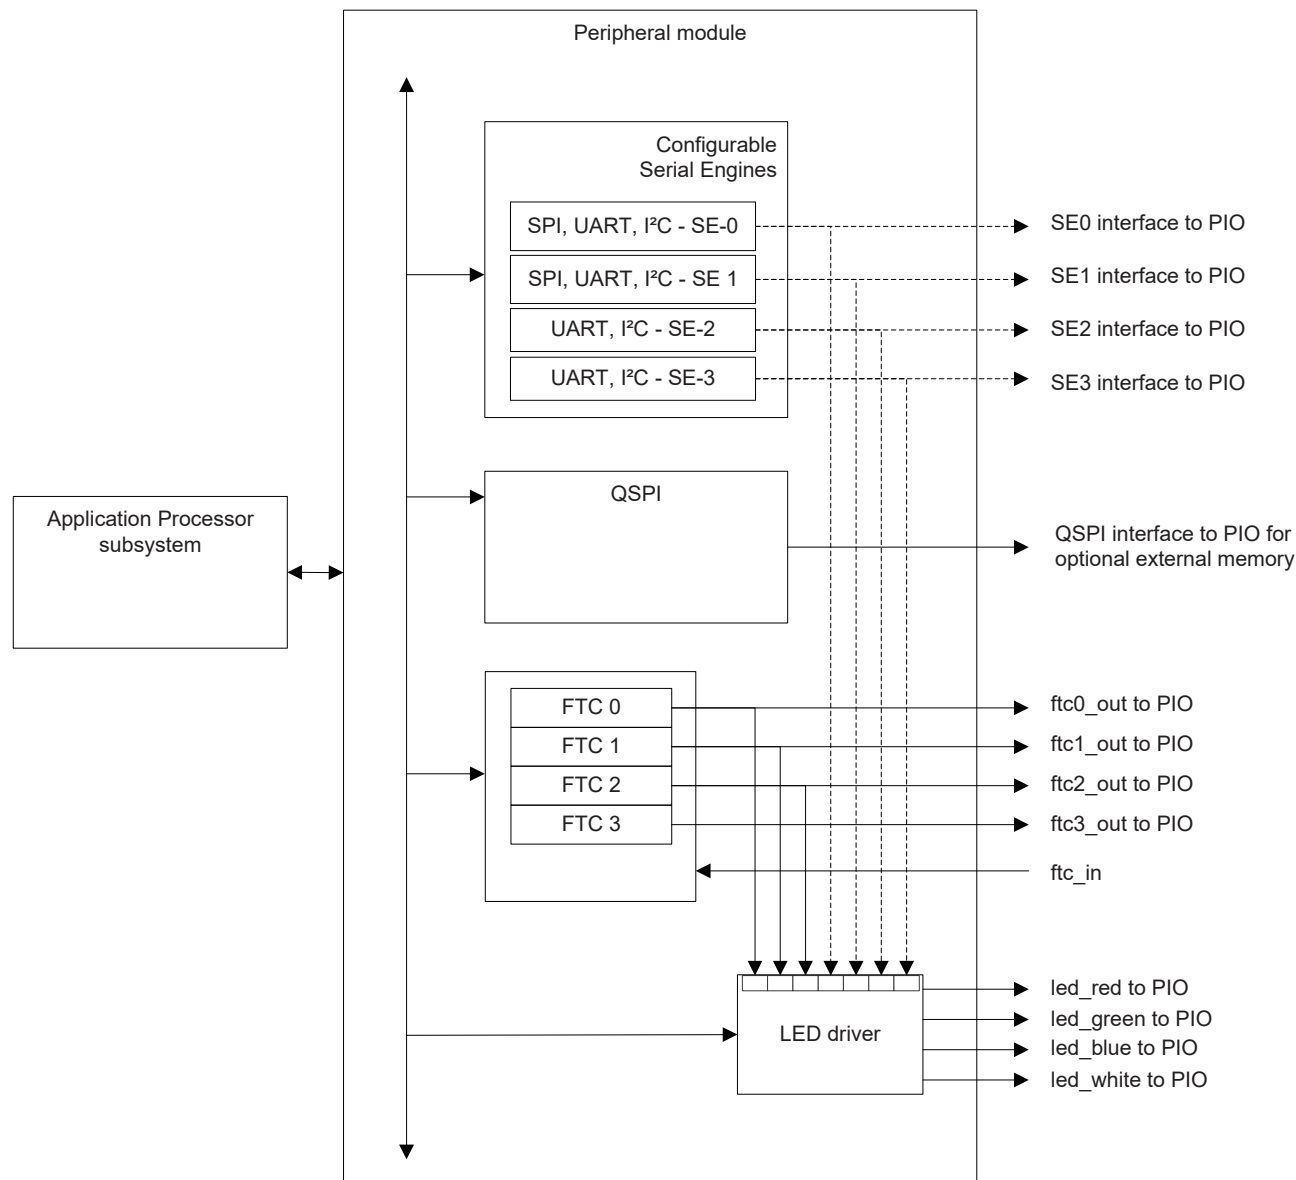 Peripheral module
Configurable
Serial Engines
SPI, UART, I²C - SE-0
SE0 interface to PIO
SPI, UART, I²C - SE 1
SE1 interface to PIO
UART, I²C - SE-2
SE2 interface to PIO
UART, I²C - SE-3
SE3 interface to PIO
Application Processor
subsystem
QSPI
QSPI interface to PIO for
optional external memory
FTC 0
ftc0_out to PIO
FTC 1
ftc1_out to PIO
FTC 2
ftc2_out to PIO
FTC 3
ftc3_out to PIO
ftc_in
LED driver
led_red to PIO
led_green to PIO
led_blue to PIO
led_white to PIO